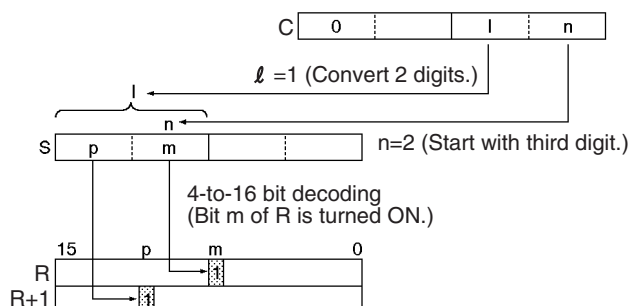 C 0 l n
ℓ =1 (Convert 2 digits.)
l
n
n=2 (Start with third digit.)
S p m
4-to-16 bit decoding
(Bit m of R is turned ON.)
15 p m 0
R 1
R+1 1